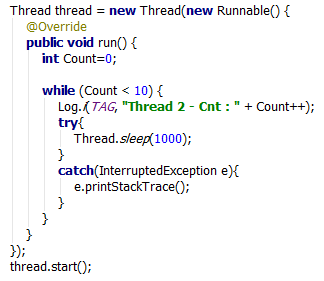 Thread thread = new Thread(new Runnable() {
@Override
public void run() {
int Count=0;
while (Count < 10) {
Log.i(TAG, "Thread 2 - Cnt : " + Count++);
try{
Thread.sleep(1000);
}
catch(InterruptedException e){
e.printStackTrace();
}
}
}
});
thread.start();